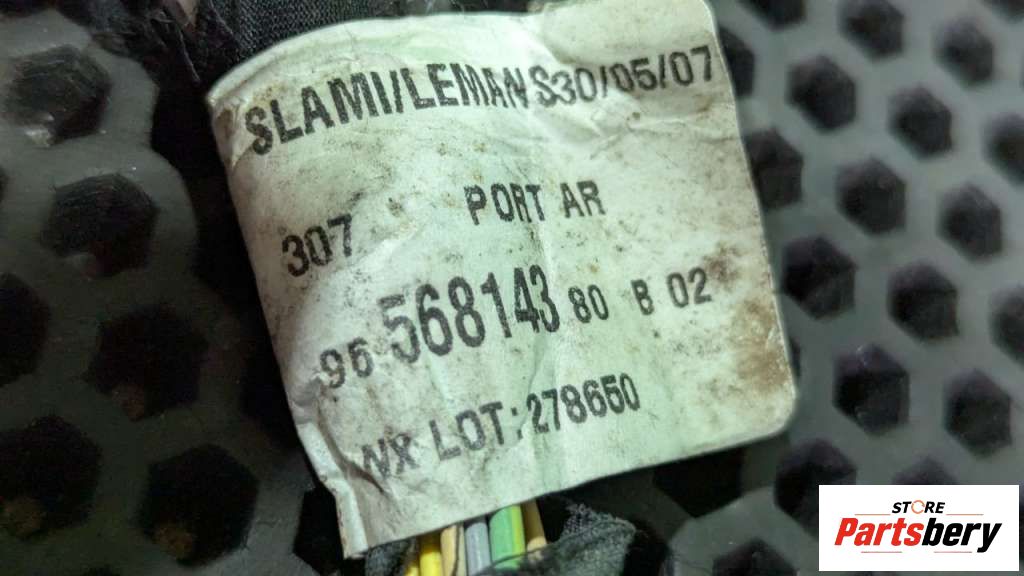 SLAMI/LEMANS30/05/07
307 PORT AR
96 568143 80 B 02
NX LOT: 278650
STORE
Partsbery